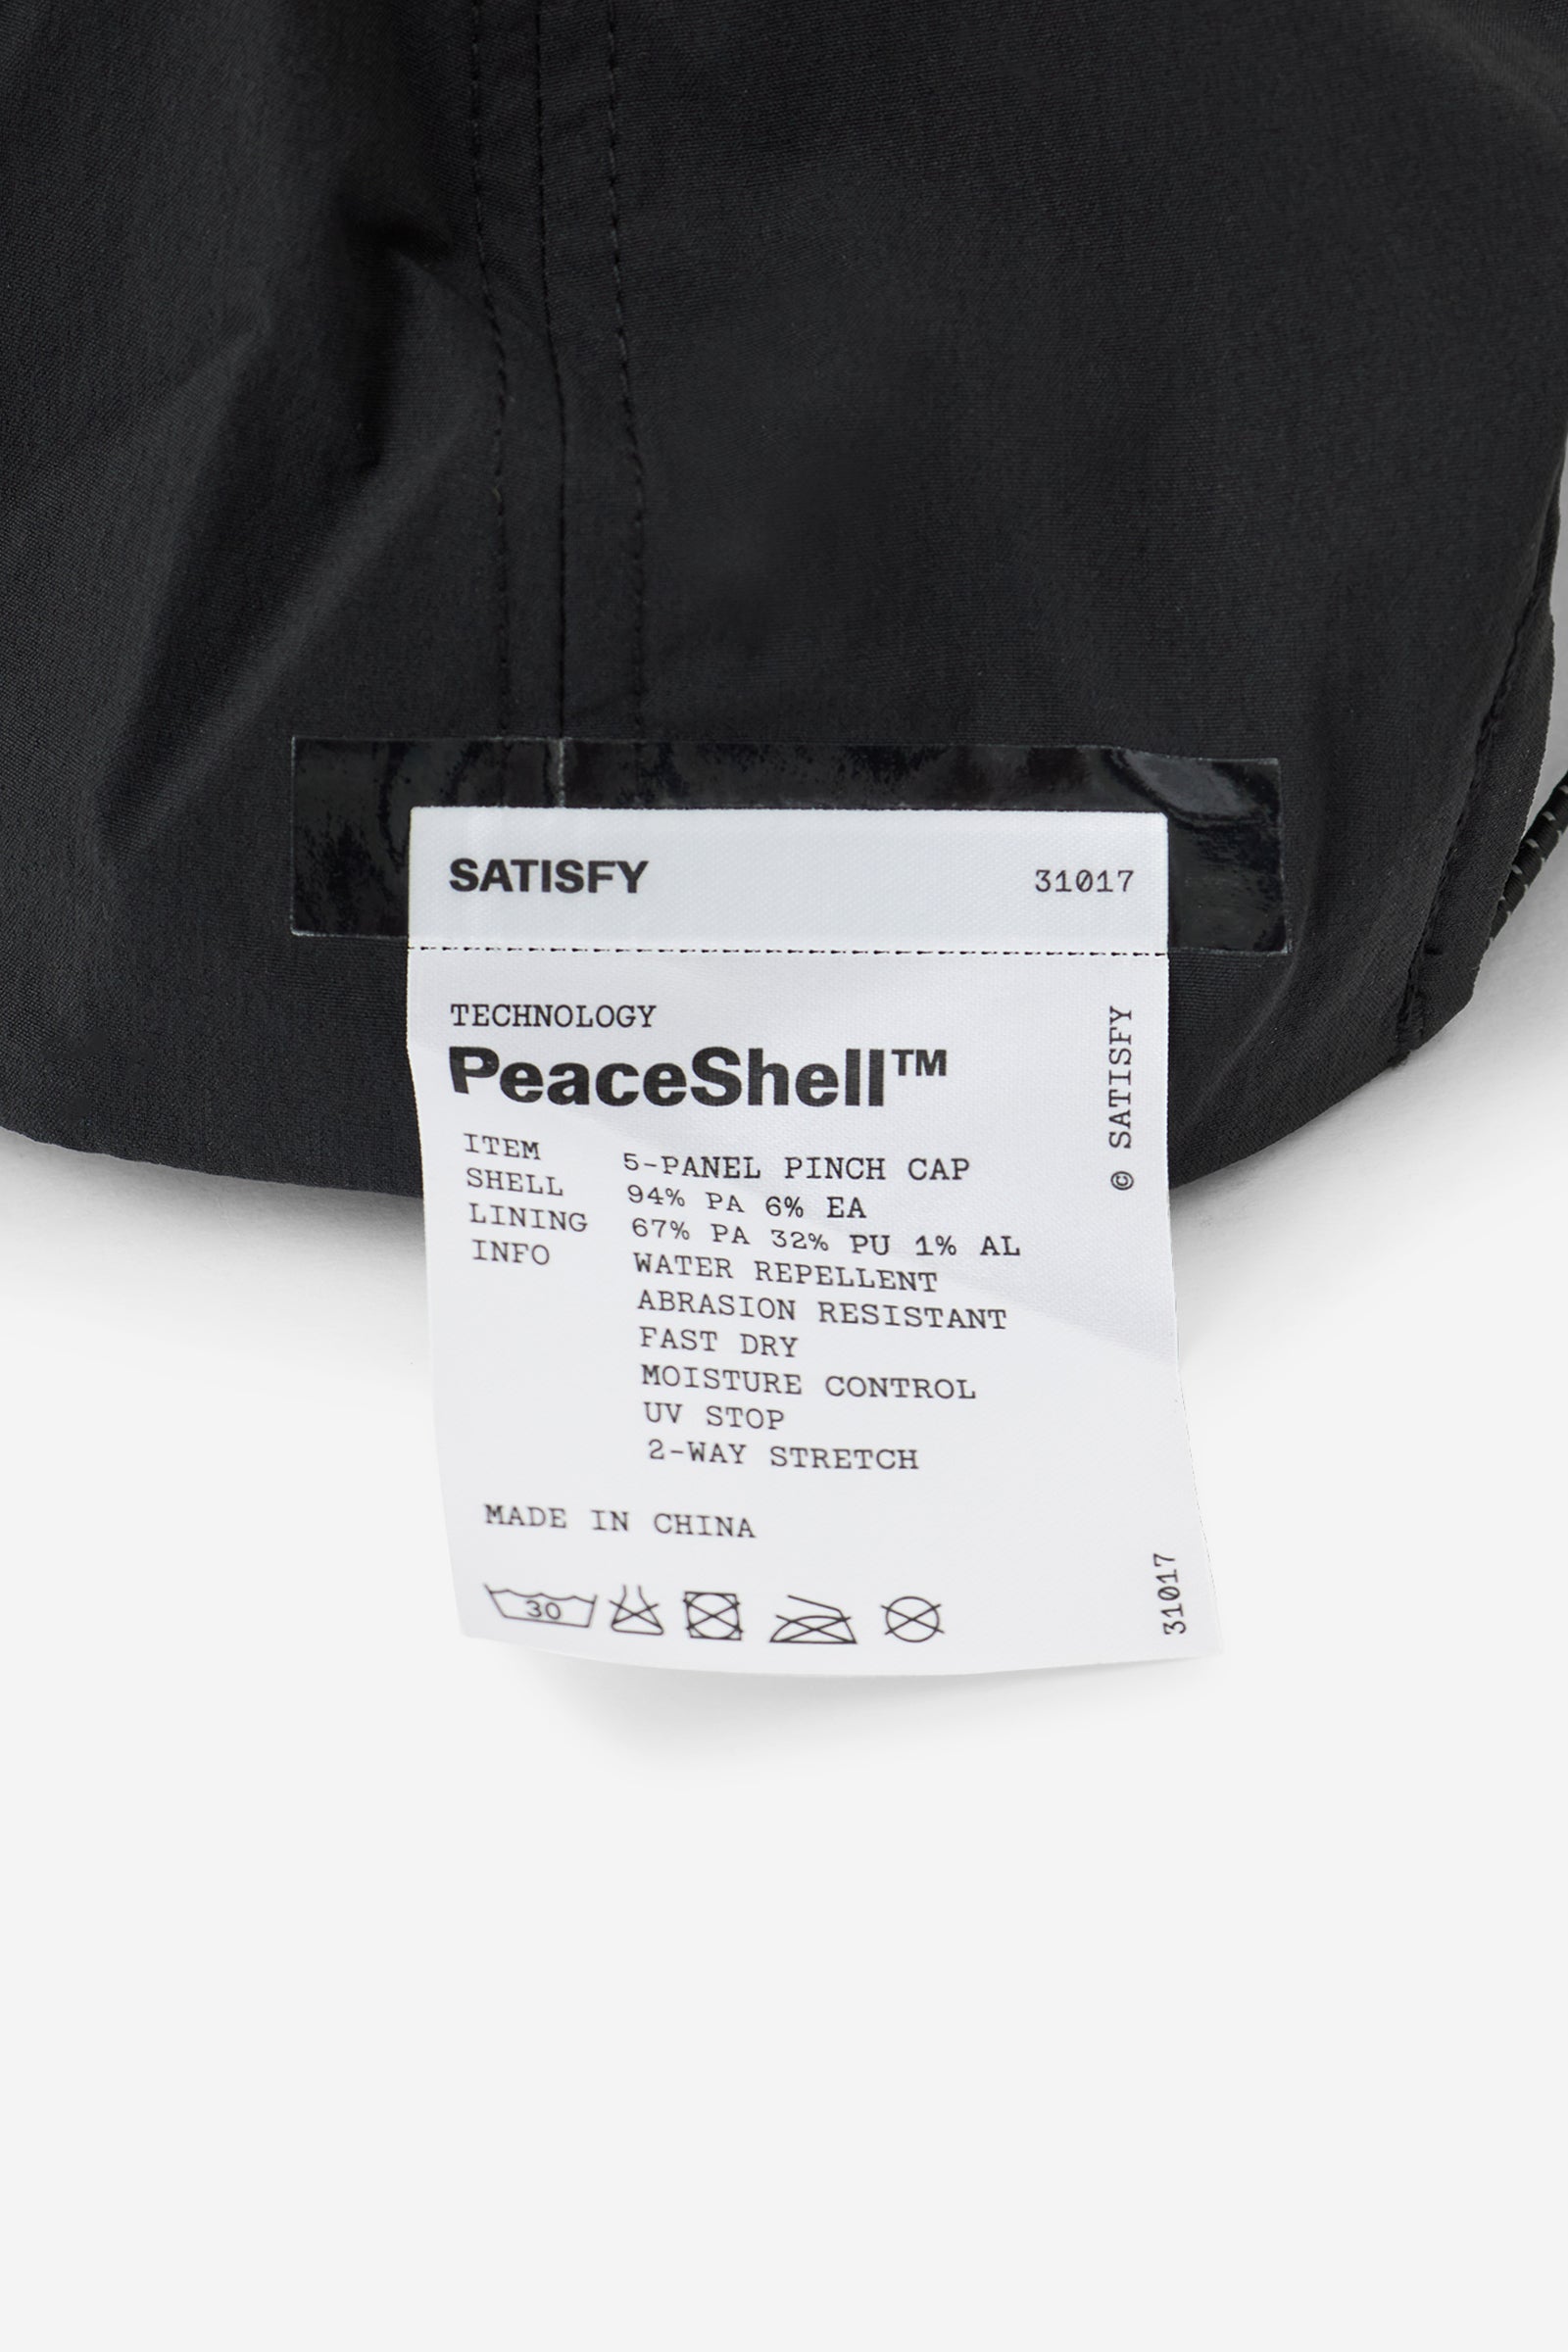 SATISFY 31017
TECHNOLOGY
PeaceShell™
© SATISFY
ITEM 5-PANEL PINCH CAP
SHELL 94% PA 6% EA
LINING 67% PA 32% PU 1% AL
INFO WATER REPELLENT
ABRASION RESISTANT
FAST DRY
MOISTURE CONTROL
UV STOP
2-WAY STRETCH
MADE IN CHINA
30
31017